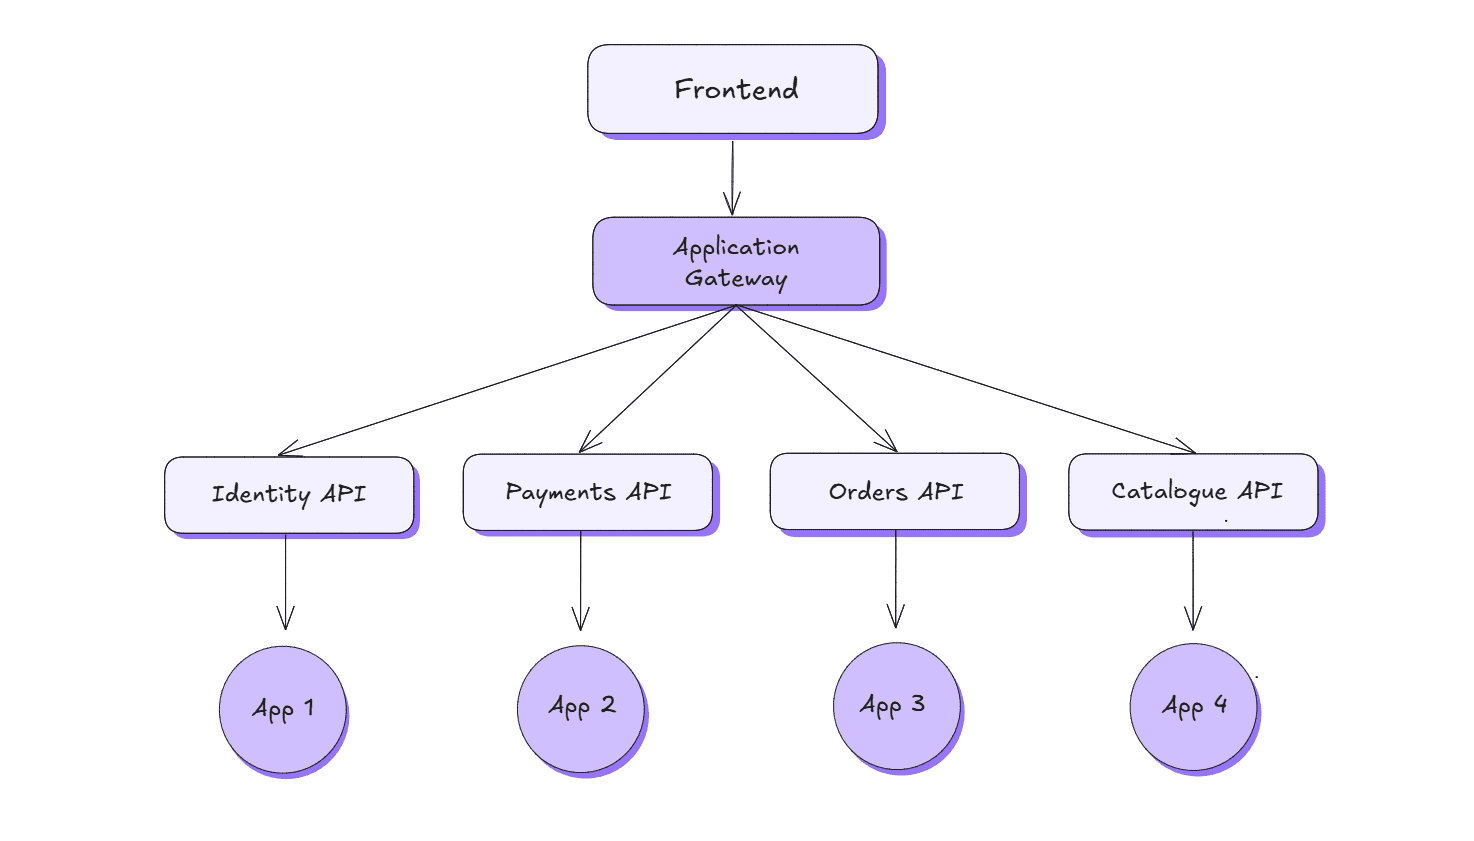 Frontend
Application
Gateway
Identity API
Payments API
Orders API
Catalogue API
App 1
App 2
App 3
App 4